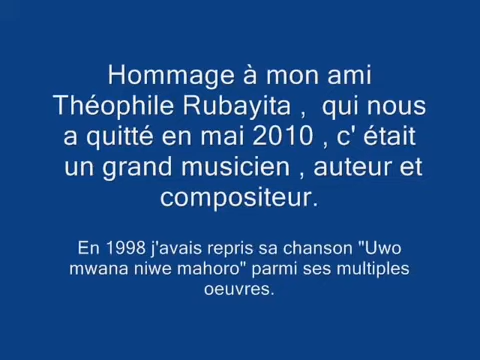 Hommage à mon ami
Théophile Rubayita ,  qui nous
a quitté en mai 2010 , c' était
un grand musicien , auteur et
compositeur.
En 1998 j'avais repris sa chanson "Uwo
mwana niwe mahoro" parmi ses multiples
oeuvres.